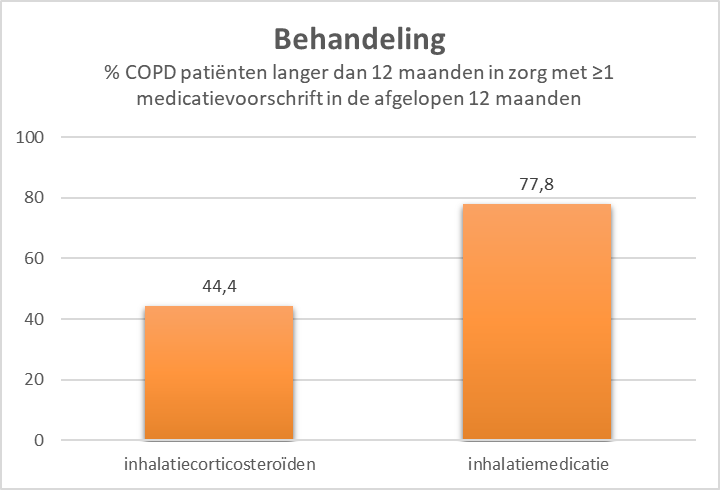 Behandeling
% COPD patiënten langer dan 12 maanden in zorg met ≥1
medicatievoorschrift in de afgelopen 12 maanden
100
80
60
40
20
0
44,4
77,8
inhalatiecorticosteroïden
inhalatiemedicatie